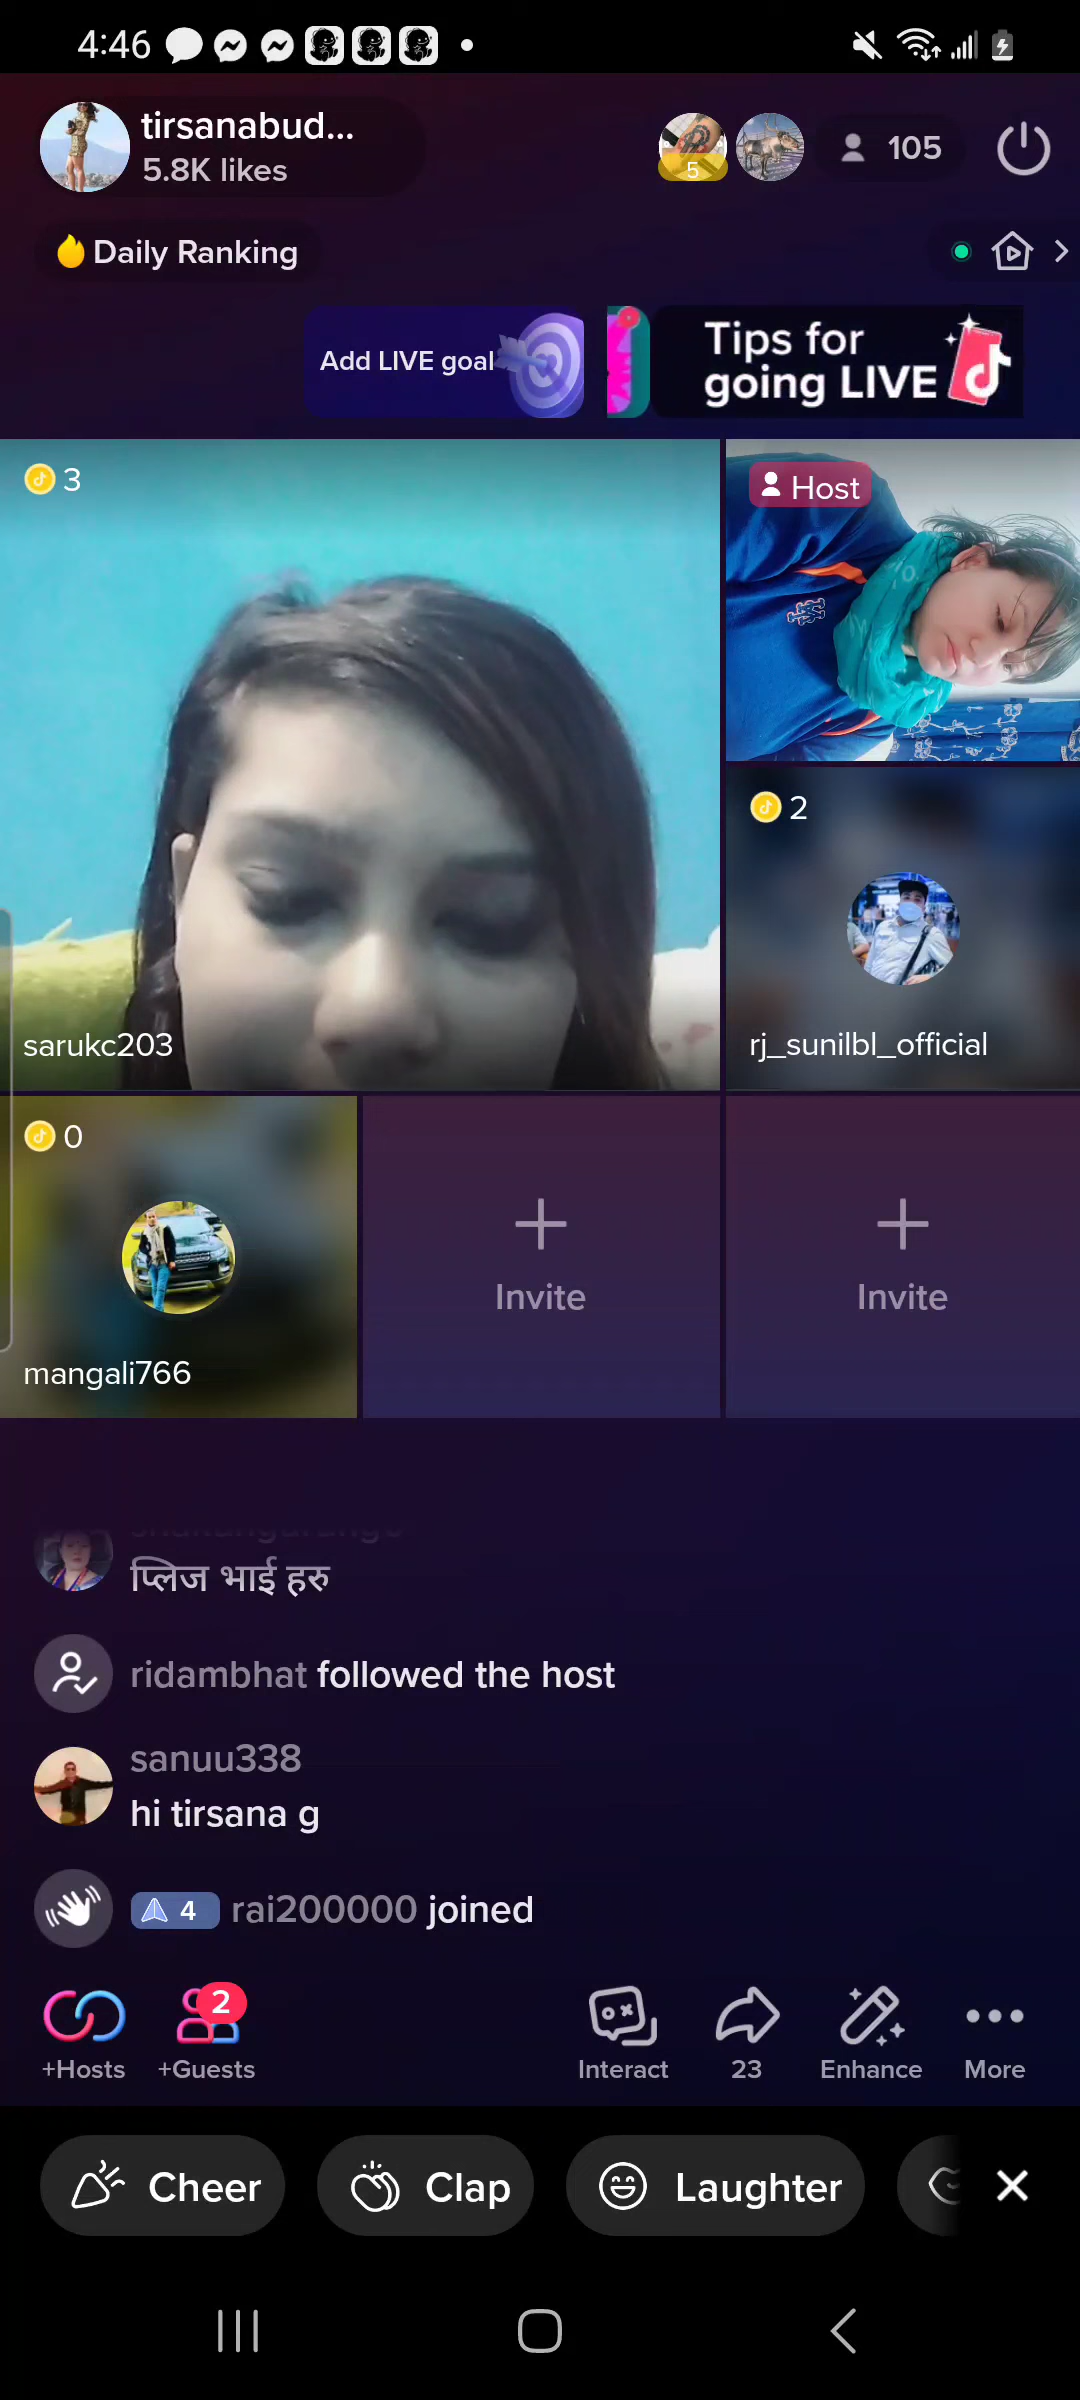 4:46
tirsanabud...
5.8K likes
5
105
Daily Ranking
Add LIVE goal
Tips for
going LIVE
3
Host
2
sarukc203
rj_sunilbl_official
0
Invite
Invite
mangali766
प्लिज भाई हरु
ridambhat followed the host
sanuu338
hi tirsana g
4 rai200000 joined
2
+Hosts
+Guests
Interact
23
Enhance
More
Cheer
Clap
Laughter